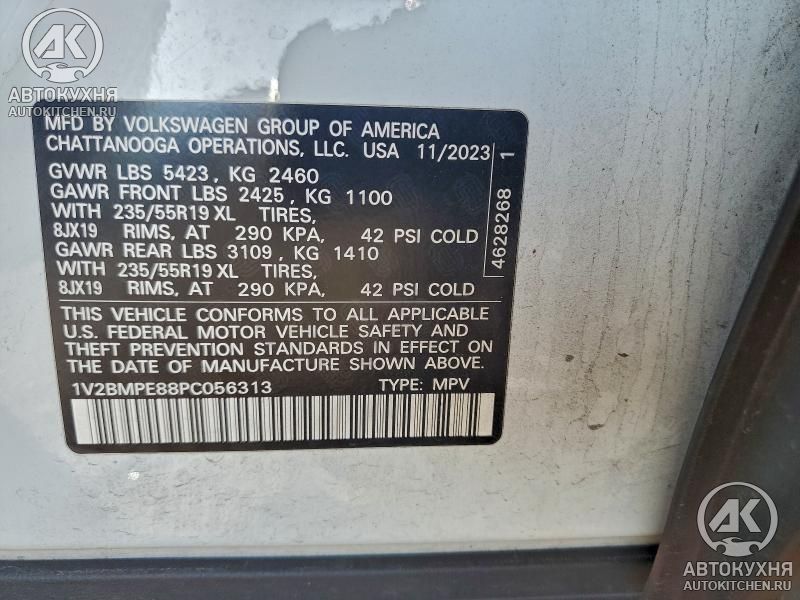 AK
АВТОКУХНЯ
AUTOKITCHEN.RU
MFD BY VOLKSWAGEN GROUP OF AMERICA
CHATTANOOGA OPERATIONS, LLC. USA 11/2023
GVWR LBS 5423, KG 2460
GAWR FRONT LBS 2425, KG 1100
WITH 235/55R19 XL TIRES,
8JX19 RIMS, AT 290 KPA, 42 PSI COLD
GAWR REAR LBS 3109, KG 1410
WITH 235/55R19 XL TIRES,
8JX19 RIMS, AT 290 KPA, 42 PSI COLD
4628268 1
THIS VEHICLE CONFORMS TO ALL APPLICABLE
U.S. FEDERAL MOTOR VEHICLE SAFETY AND
THEFT PREVENTION STANDARDS IN EFFECT ON
THE DATE OF MANUFACTURE SHOWN ABOVE.
1V2BMPE88PC056313 TYPE: MPV
AK
АВТОКУХНЯ
AUTOKITCHEN.RU